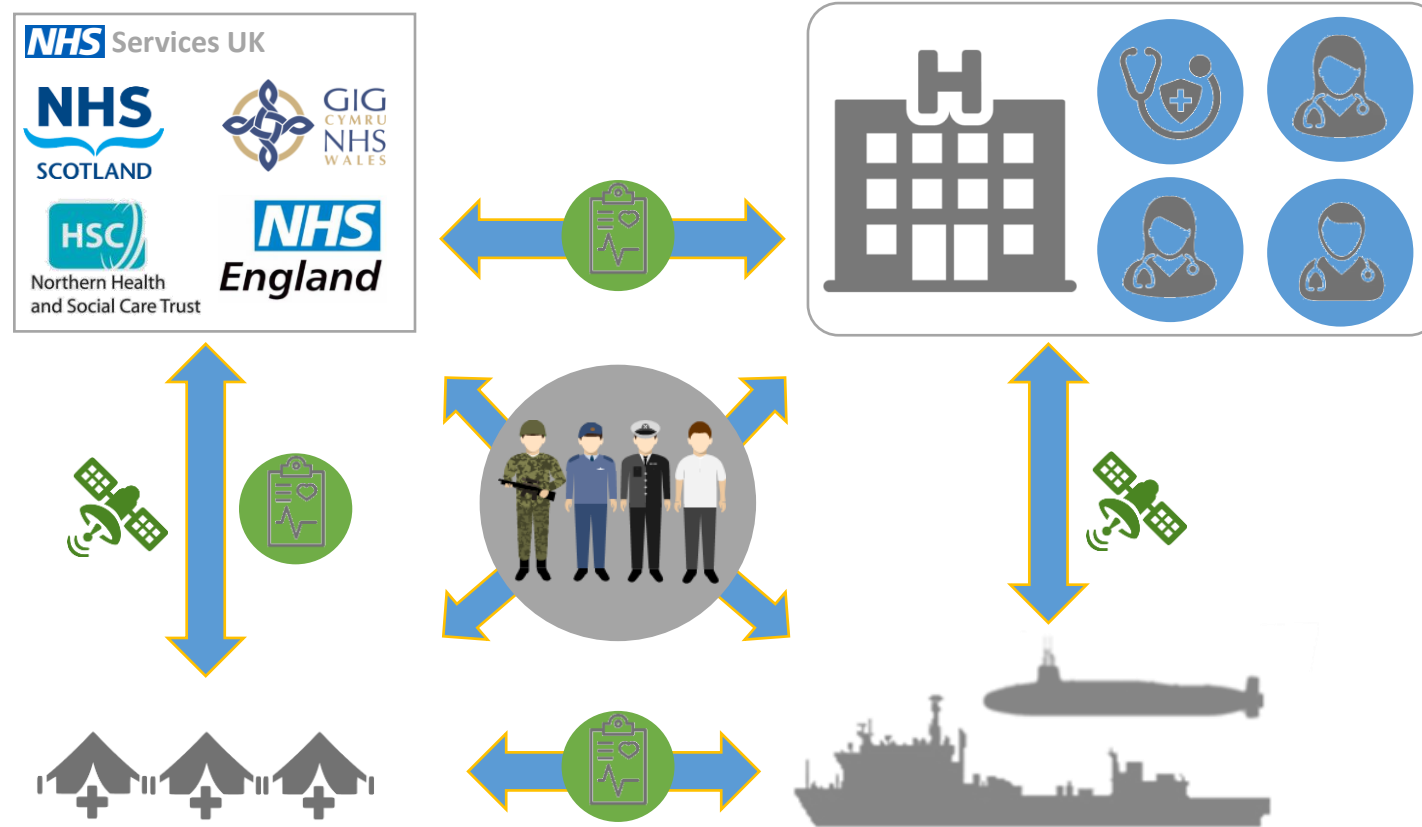 NHS Services UK
NHS
SCOTLAND
GIG
CYMRU
NHS
WALES
HSC
Northern Health
and Social Care Trust
NHS
England
H